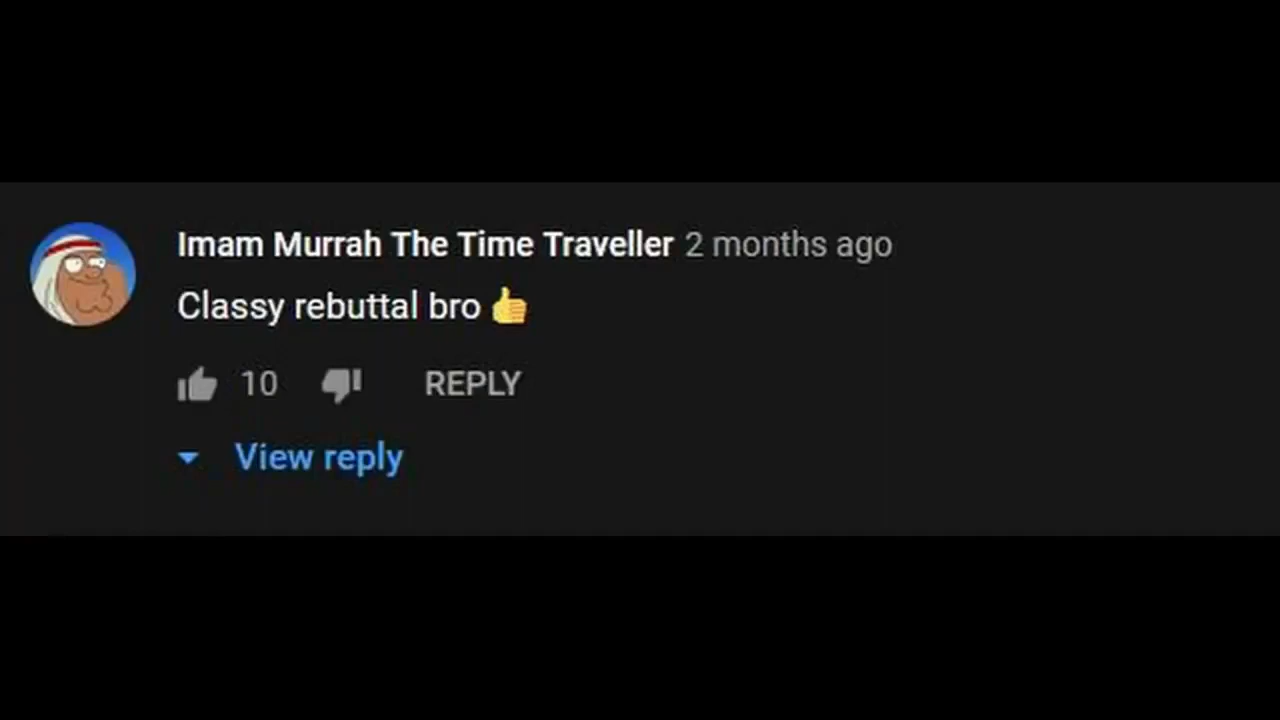 Imam Murrah The Time Traveller 2 months ago
Classy rebuttal bro 👍
10 REPLY
View reply